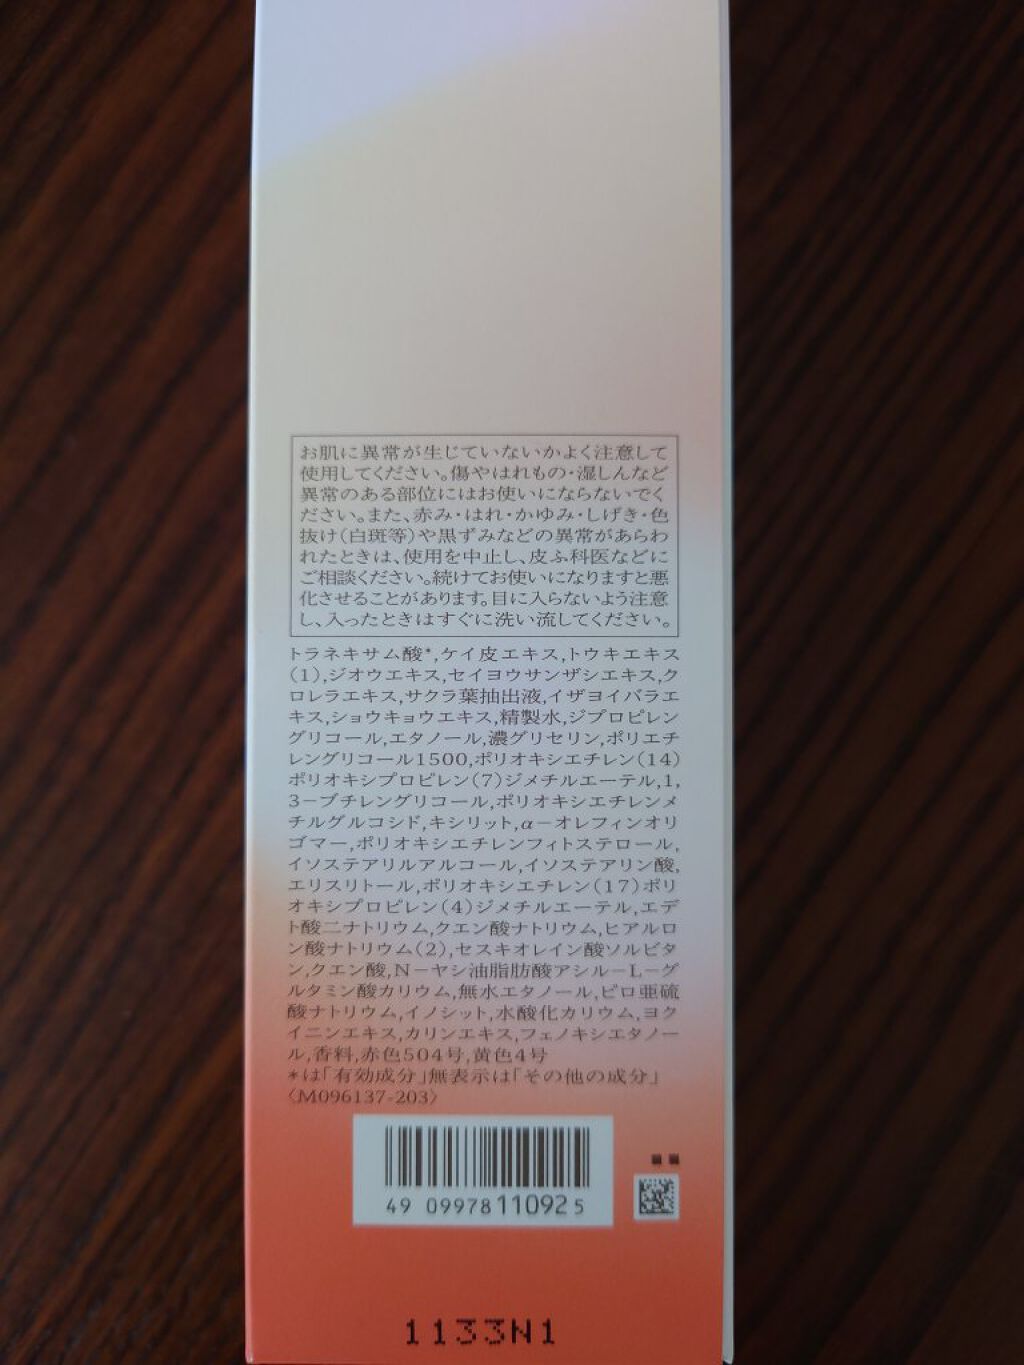 お肌に異常が生じていないかよく注意して
使用してください。傷やはれもの・湿しんなど
異常のある部位にはお使いにならないでく
ださい。また、赤み・はれ・かゆみ・しげき・色
抜け(白斑等)や黒ずみなどの異常があらわ
れたときは、使用を中止し、皮ふ科医などに
ご相談ください。続けてお使いになりますと悪
化させることがあります。目に入らないよう注意
し、入ったときはすぐに洗い流してください。
トラネキサム酸*,ケイ皮エキス,トウキエキス
(1),ジオウエキス,セイヨウサンザシエキス,ク
ロレラエキス,サクラ葉抽出液,イザヨイバラエ
キス,ショウキョウエキス,精製水,ジプロピレン
グリコール,エタノール,濃グリセリン,ポリエチ
レングリコール1500,ポリオキシエチレン(14)
ポリオキシプロピレン(7)ジメチルエーテル,1,
3-ブチレングリコール,ポリオキシエチレンメ
チルグルコシド,キシリット,α-オレフィンオリ
ゴマー,ポリオキシエチレンフィトステロール,
イソステアリルアルコール,イソステアリン酸,
エリスリトール,ポリオキシエチレン(17)ポリ
オキシプロピレン(4)ジメチルエーテル,エデ
ト酸二ナトリウム,クエン酸ナトリウム,ヒアルロ
ン酸ナトリウム(2),セスキオレイン酸ソルビタ
ン,クエン酸,N-ヤシ油脂肪酸アシル-L-グ
ルタミン酸カリウム,無水エタノール,ピロ亜硫
酸ナトリウム,イノシット,水酸化カリウム,ヨク
イニンエキス,カリンエキス,フェノキシエタノー
ル,香料,赤色504号,黄色4号
*は「有効成分」無表示は「その他の成分」
〈M096137-203〉
49 09978 11092 5
1133N1